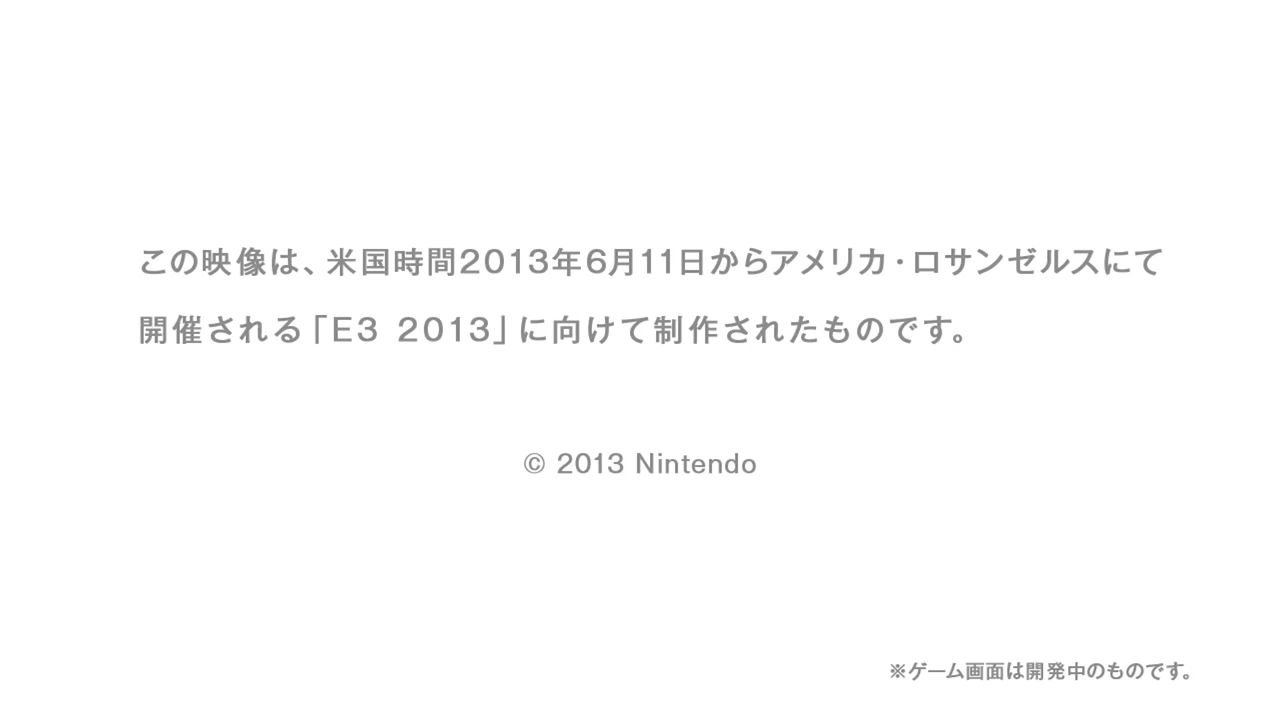 この映像は、米国時間2013年6月11日からアメリカ・ロサンゼルスにて
開催される「E3 2013」に向けて制作されたものです。
© 2013 Nintendo
※ゲーム画面は開発中のものです。